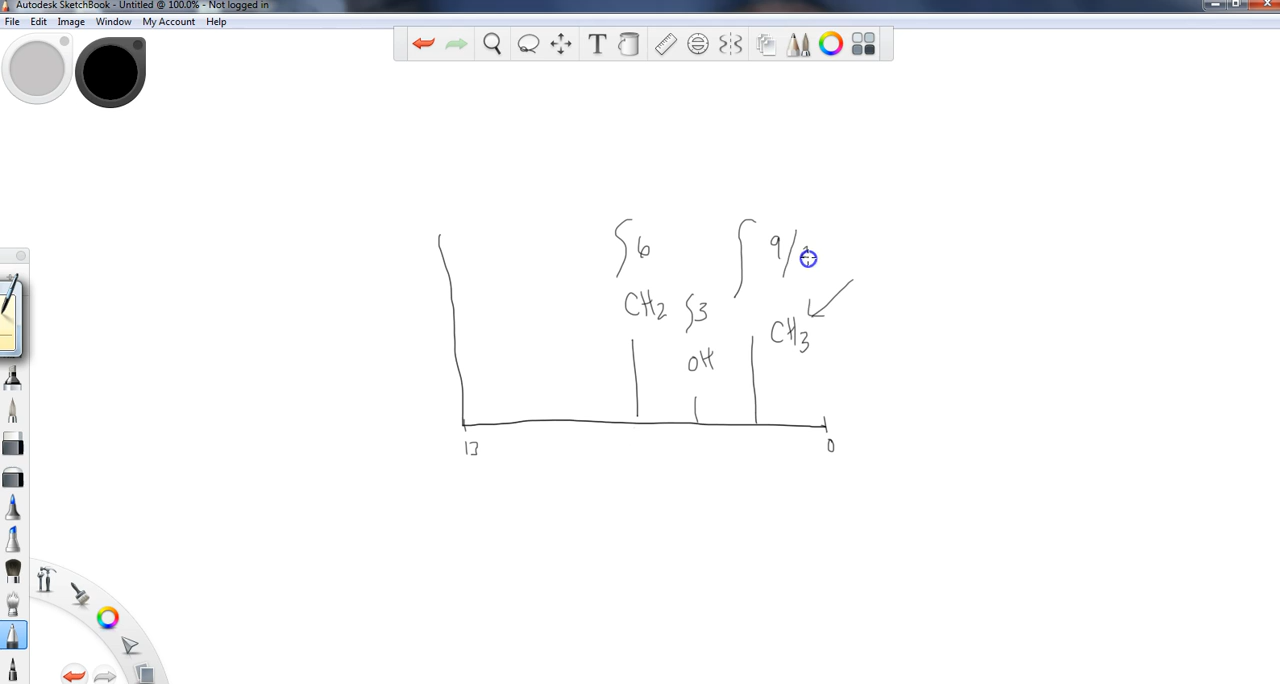 Autodesk SketchBook - Untitled @ 100.0% - Not logged in
File Edit Image Window My Account Help
T
∫6 ∫ 9/
CH2 ∫3 CH3
OH
13 0